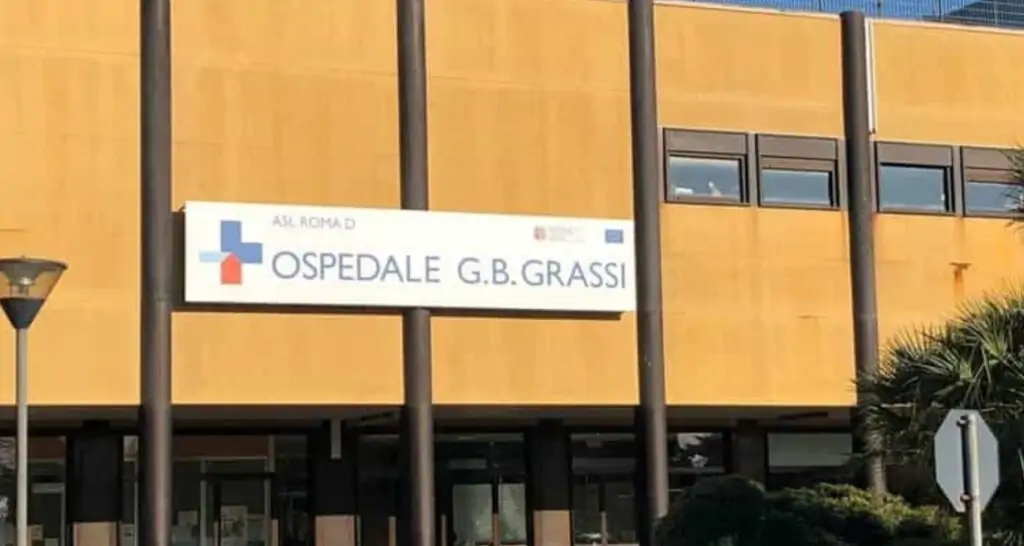 ASL ROMA D
OSPEDALE G.B. GRASSI